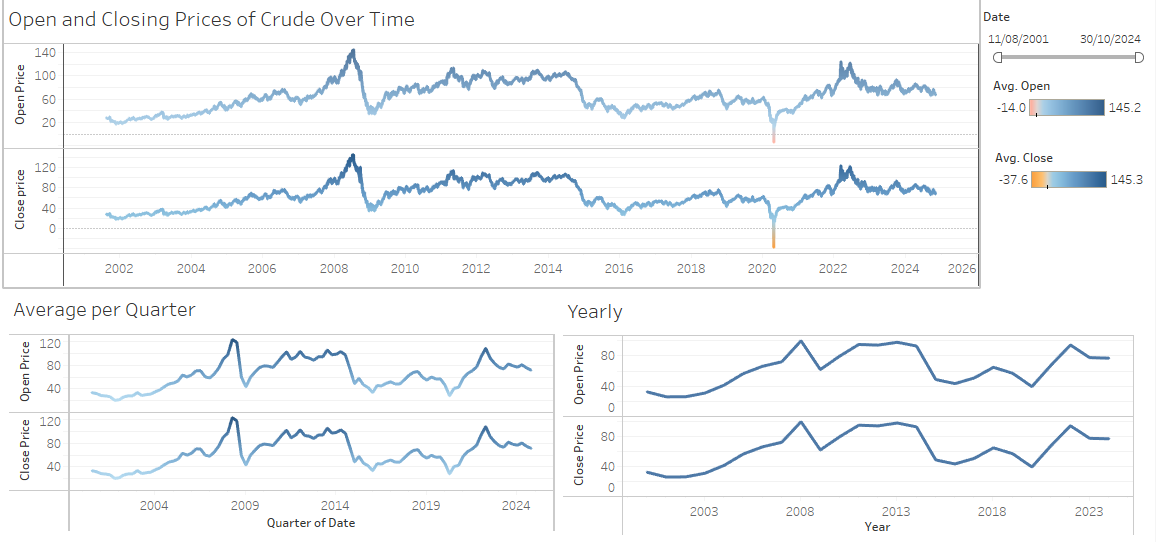 Open and Closing Prices of Crude Over Time
Open Price
140
100
60
20
Close price
120
80
40
0
2002 2004 2006 2008 2010 2012 2014 2016 2018 2020 2022 2024 2026
Date
11/08/2001 30/10/2024
Avg. Open
-14.0 145.2
Avg. Close
-37.6 145.3
Average per Quarter
Open Price
120
80
40
Close Price
120
80
40
2004 2009 2014 2019 2024
Quarter of Date
Yearly
Open Price
80
40
0
Close Price
80
40
0
2003 2008 2013 2018 2023
Year